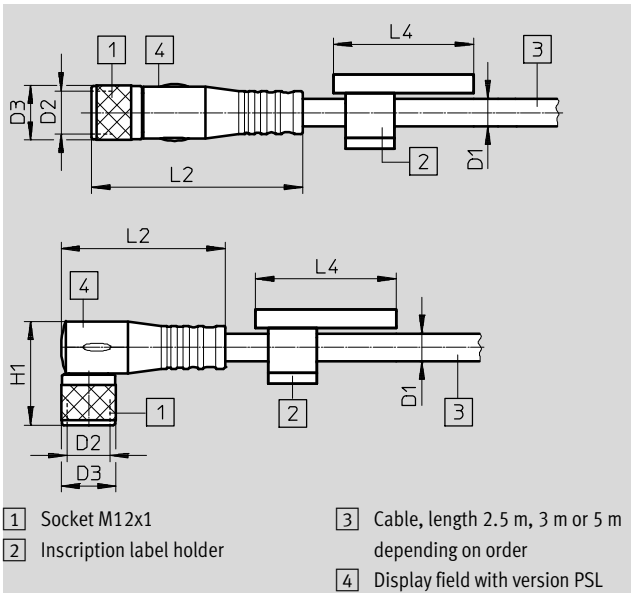 1 4 L4 3
D3 D2 D1
L2 2
L2
L4
4
H1 D1
1 2 3
D2
D3
1 Socket M12x1
2 Inscription label holder
3 Cable, length 2.5 m, 3 m or 5 m
depending on order
4 Display field with version PSL